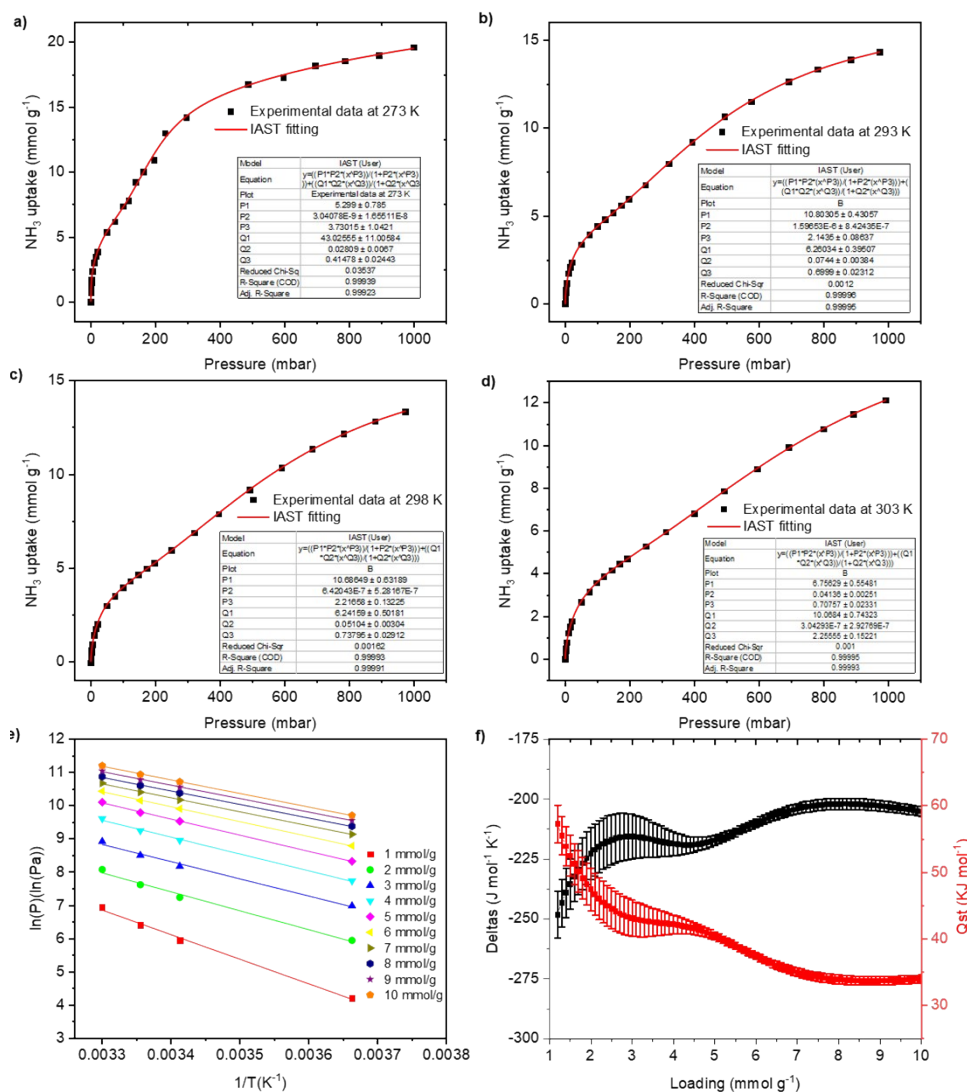 a)
NH3 uptake (mmol g-1)
20
15
10
5
0
Experimental data at 273 K
IAST fitting
Model IAST (User)
Equation y=((P1*P2*(x^P3)/(1+P2*(x^P3)
))+((Q1*Q2*(x^Q3))/(1+Q2*(x^Q3
Plot Experimental data at 273 K
P1 5.299 ± 0.785
P2 3.04078E-9 ± 1.65511E-8
P3 3.73015 ± 1.0421
Q1 43.02555 ± 11.00584
Q2 0.02809 ± 0.0067
Q3 0.41478 ± 0.02443
Reduced Chi-Sq 0.03537
R-Square (COD) 0.99939
Adj. R-Square 0.99923
0 200 400 600 800 1000
Pressure (mbar)
b)
NH3 uptake (mmol g-1)
15
10
5
0
Experimental data at 293 K
IAST fitting
Model IAST (User)
Equation y=((P1*P2*(x^P3))/(1+P2*(x^P3)))+(
(Q1*Q2*(x^Q3))/(1+Q2*(x^Q3)))
Plot B
P1 10.80305 ± 0.43057
P2 1.59653E-6 ± 8.42435E-7
P3 2.1435 ± 0.08637
Q1 6.26034 ± 0.39507
Q2 0.0744 ± 0.00384
Q3 0.6999 ± 0.02312
Reduced Chi-Sqr 0.0012
R-Square (COD) 0.99996
Adj. R-Square 0.99995
0 200 400 600 800 1000
Pressure (mbar)
c)
NH3 uptake (mmol g-1)
15
10
5
0
Experimental data at 298 K
IAST fitting
Model IAST (User)
Equation y=((P1*P2*(x^P3))/(1+P2*(x^P3)))+((Q1
*Q2*(x^Q3))/(1+Q2*(x^Q3)))
Plot B
P1 10.68649 ± 0.63189
P2 6.42043E-7 ± 5.28167E-7
P3 2.21658 ± 0.13225
Q1 6.24159 ± 0.50181
Q2 0.05104 ± 0.00304
Q3 0.73795 ± 0.02912
Reduced Chi-Sqr 0.00162
R-Square (COD) 0.99993
Adj. R-Square 0.99991
0 200 400 600 800 1000
Pressure (mbar)
d)
NH3 uptake (mmol g-1)
12
10
8
6
4
2
0
Experimental data at 303 K
IAST fitting
Model IAST (User)
Equation y=((P1*P2*(x^P3))/(1+P2*(x^P3)))+((Q1
*Q2*(x^Q3))/(1+Q2*(x^Q3)))
Plot B
P1 6.75629 ± 0.55481
P2 0.04136 ± 0.00251
P3 0.70757 ± 0.02331
Q1 10.0684 ± 0.74323
Q2 3.04293E-7 ± 2.92769E-7
Q3 2.25555 ± 0.15221
Reduced Chi-Sqr 0.001
R-Square (COD) 0.99995
Adj. R-Square 0.99993
0 200 400 600 800 1000
Pressure (mbar)
e)
ln(P)(ln(Pa))
12
11
10
9
8
7
6
5
4
3
1 mmol/g
2 mmol/g
3 mmol/g
4 mmol/g
5 mmol/g
6 mmol/g
7 mmol/g
8 mmol/g
9 mmol/g
10 mmol/g
0.0033 0.0034 0.0035 0.0036 0.0037 0.0038
1/T(K-1)
f)
Deltas (J mol-1 K-1)
-175
-200
-225
-250
-275
-300
1 2 3 4 5 6 7 8 9 10
Loading (mmol g-1)
70
60
50
40
30
Qst (KJ mol-1)